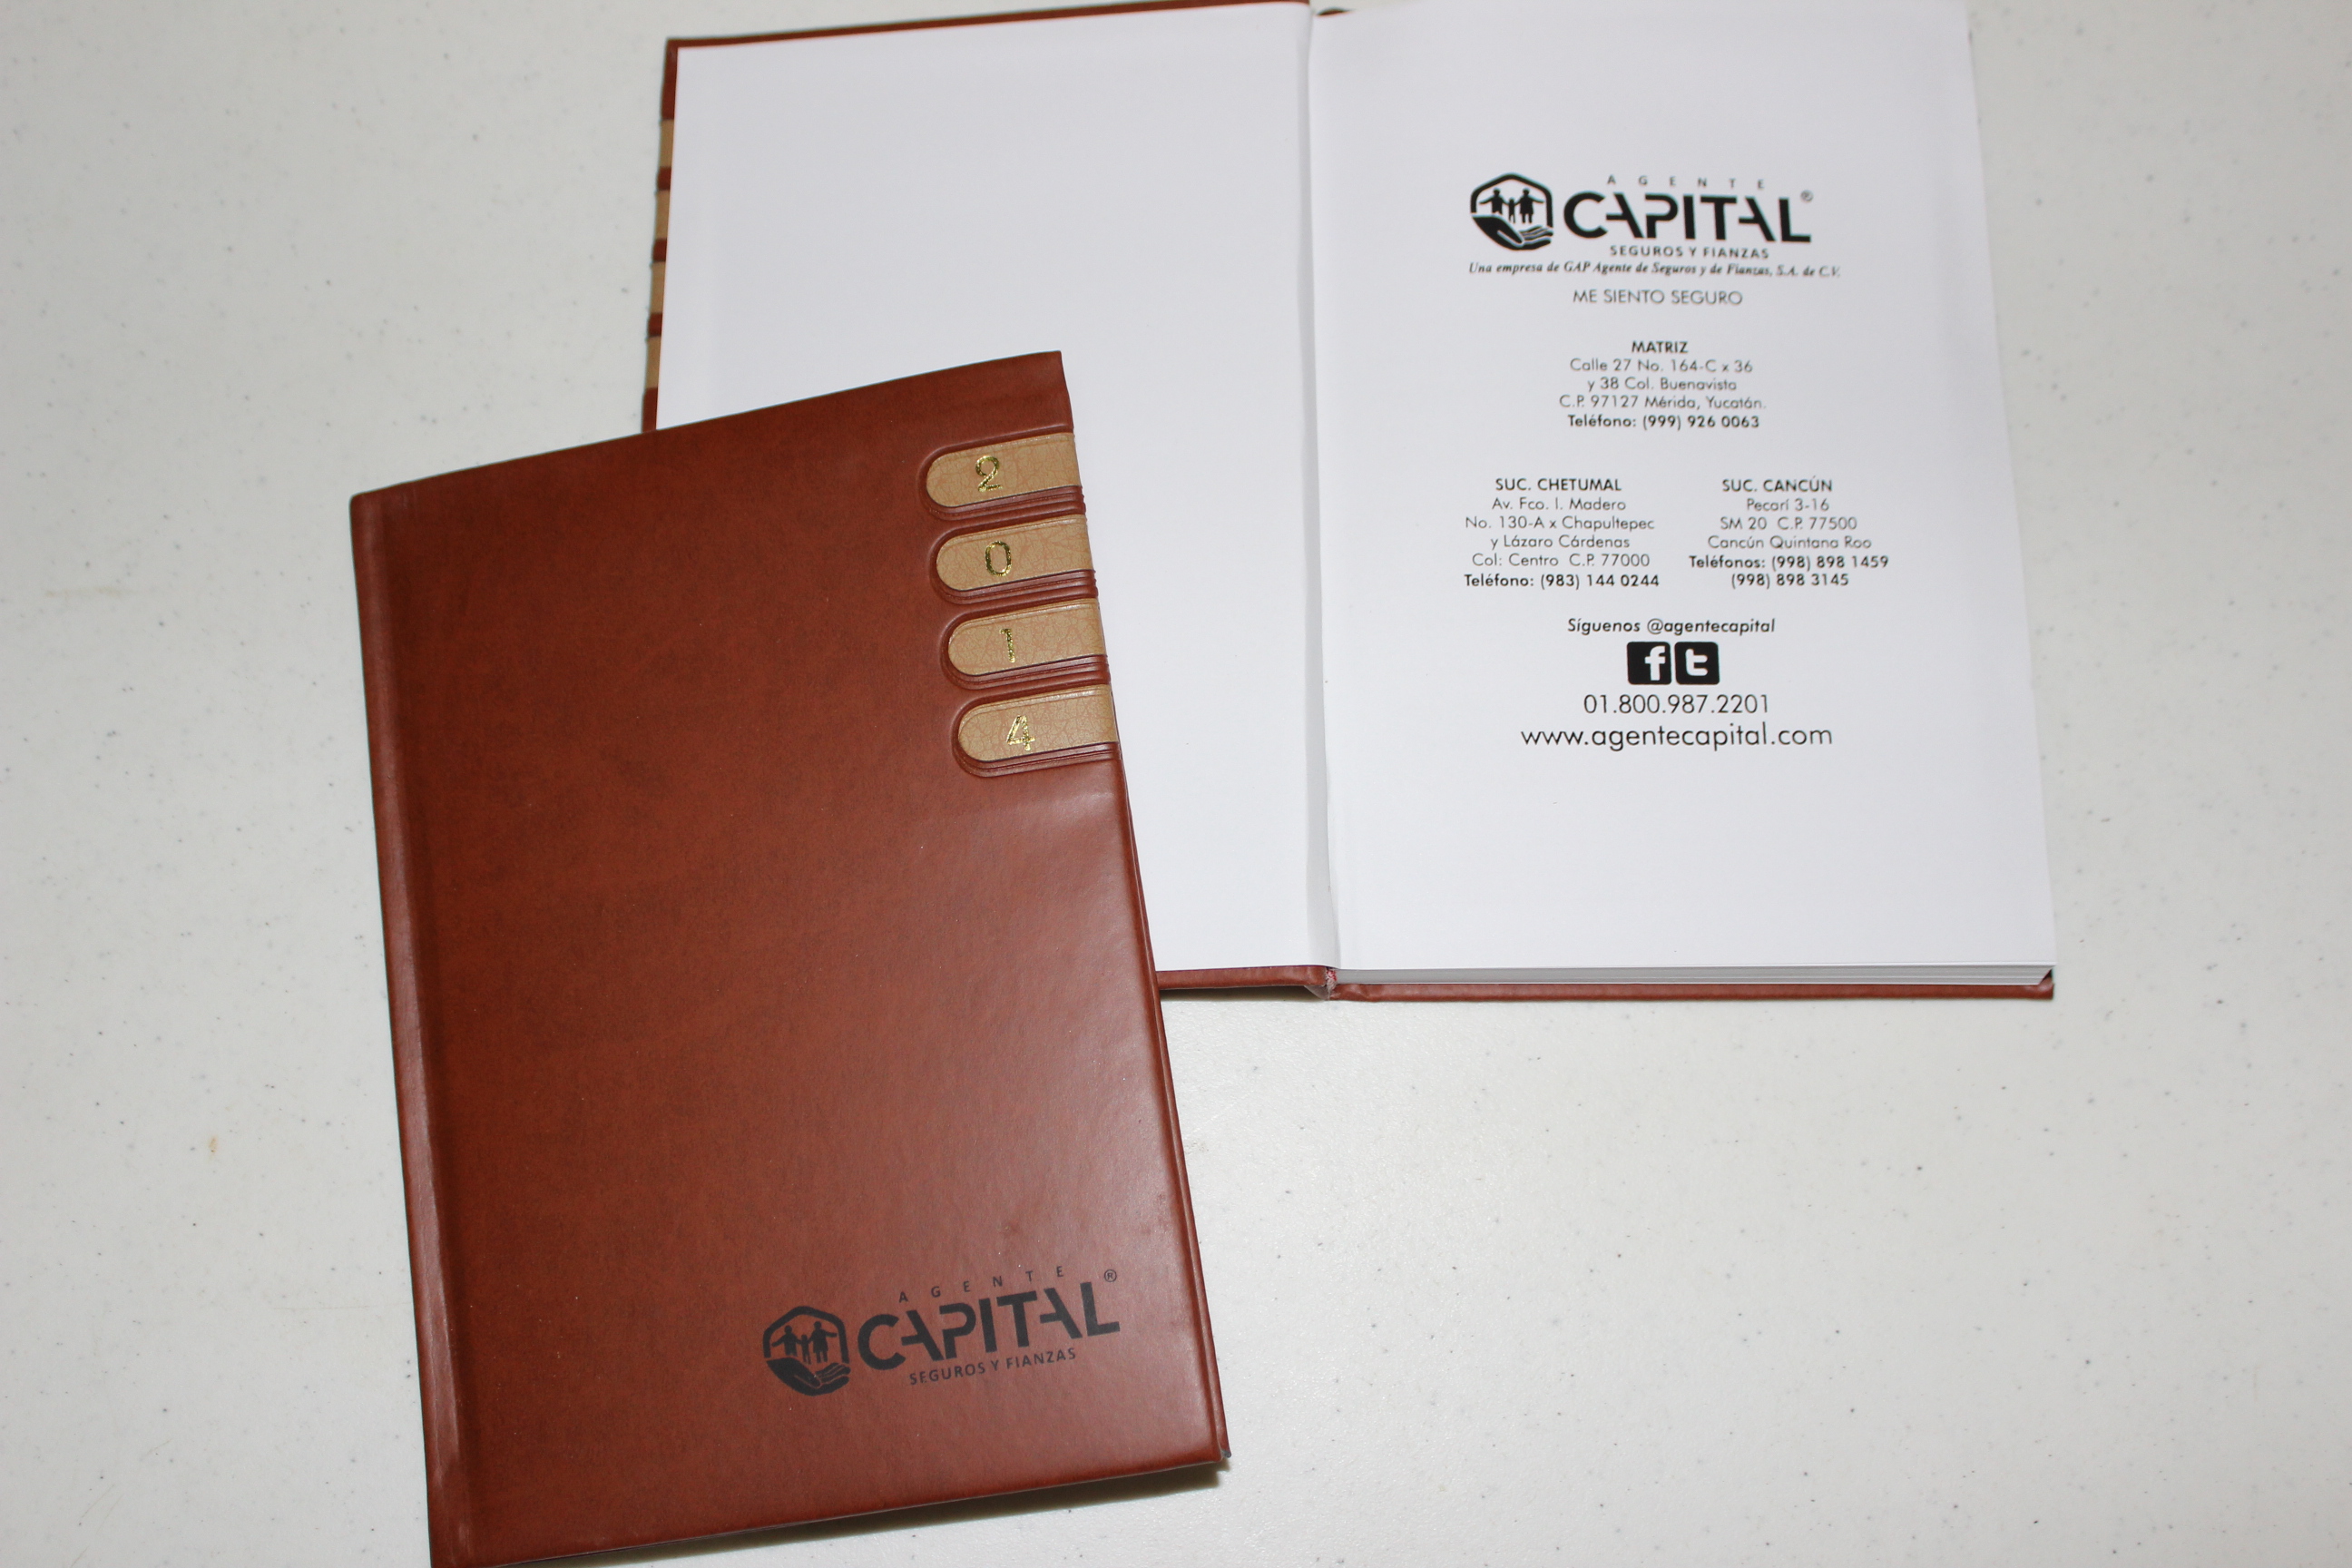 2
0
1
4
AGENTE
CAPITAL®
SEGUROS Y FIANZAS
AGENTE
CAPITAL®
SEGUROS Y FIANZAS
Una empresa de GAP Agente de Seguros y de Fianzas, S.A. de C.V.
ME SIENTO SEGURO
MATRIZ
Calle 27 No. 164-C x 36
y 38 Col. Buenavista
C.P. 97127 Mérida, Yucatán.
Teléfono: (999) 926 0063
SUC. CHETUMAL
Av. Fco. I. Madero
No. 130-A x Chapultepec
y Lázaro Cárdenas
Col: Centro C.P. 77000
Teléfono: (983) 144 0244
SUC. CANCÚN
Pecarí 3-16
SM 20 C.P. 77500
Cancún Quintana Roo
Teléfonos: (998) 898 1459
(998) 898 3145
Síguenos @agentecapital
f t
01.800.987.2201
www.agentecapital.com